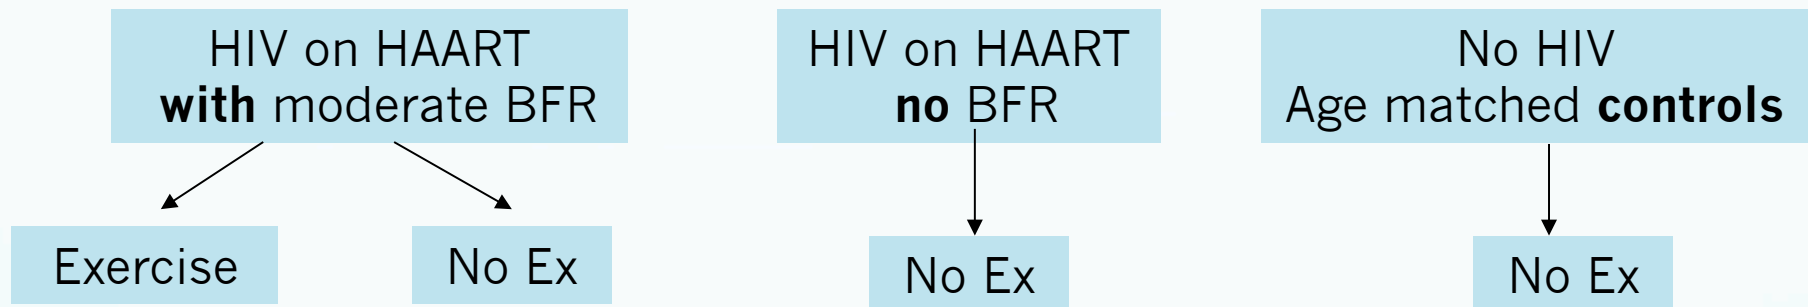 HIV on HAART
with moderate BFR
HIV on HAART
no BFR
No HIV
Age matched controls
Exercise
No Ex
No Ex
No Ex